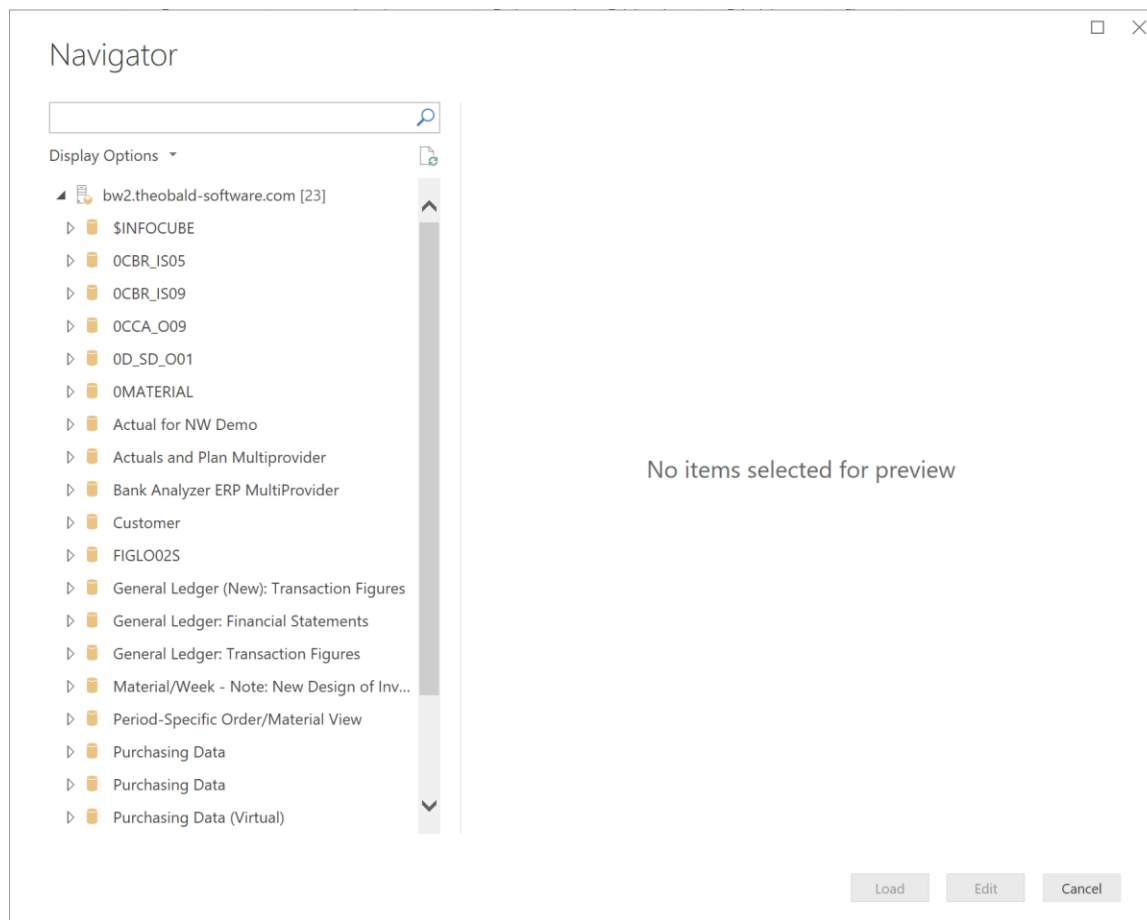 Navigator
Display Options
bw2.theobald-software.com [23]
$INFOCUBE
0CBR_IS05
0CBR_IS09
0CCA_O09
0D_SD_O01
0MATERIAL
Actual for NW Demo
Actuals and Plan Multiprovider
Bank Analyzer ERP MultiProvider
Customer
FIGLO02S
General Ledger (New): Transaction Figures
General Ledger: Financial Statements
General Ledger: Transaction Figures
Material/Week - Note: New Design of Inv...
Period-Specific Order/Material View
Purchasing Data
Purchasing Data
Purchasing Data (Virtual)
No items selected for preview
Load Edit Cancel